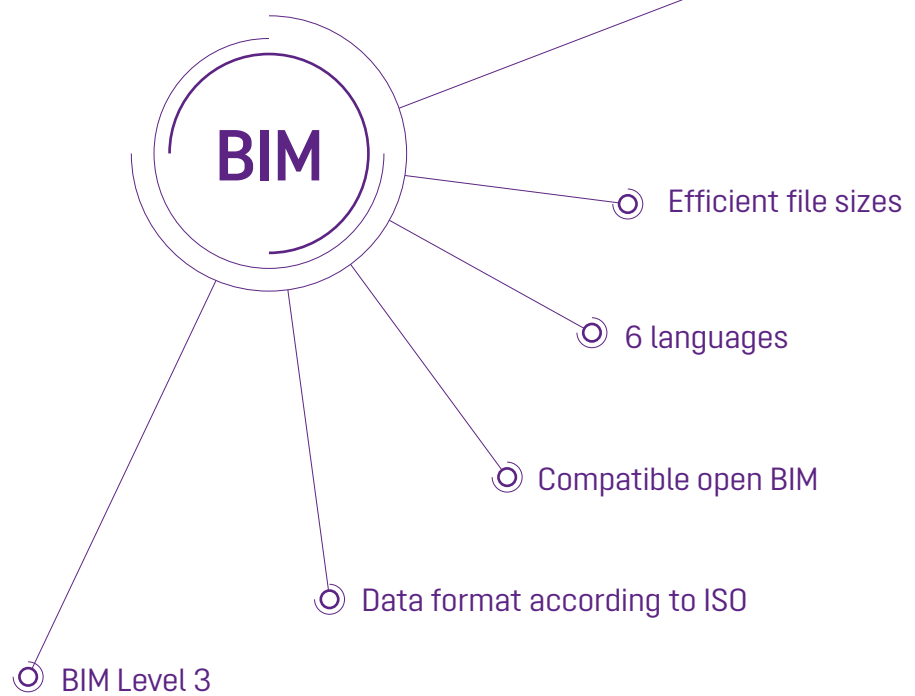 BIM
Efficient file sizes
6 languages
Compatible open BIM
Data format according to ISO
BIM Level 3